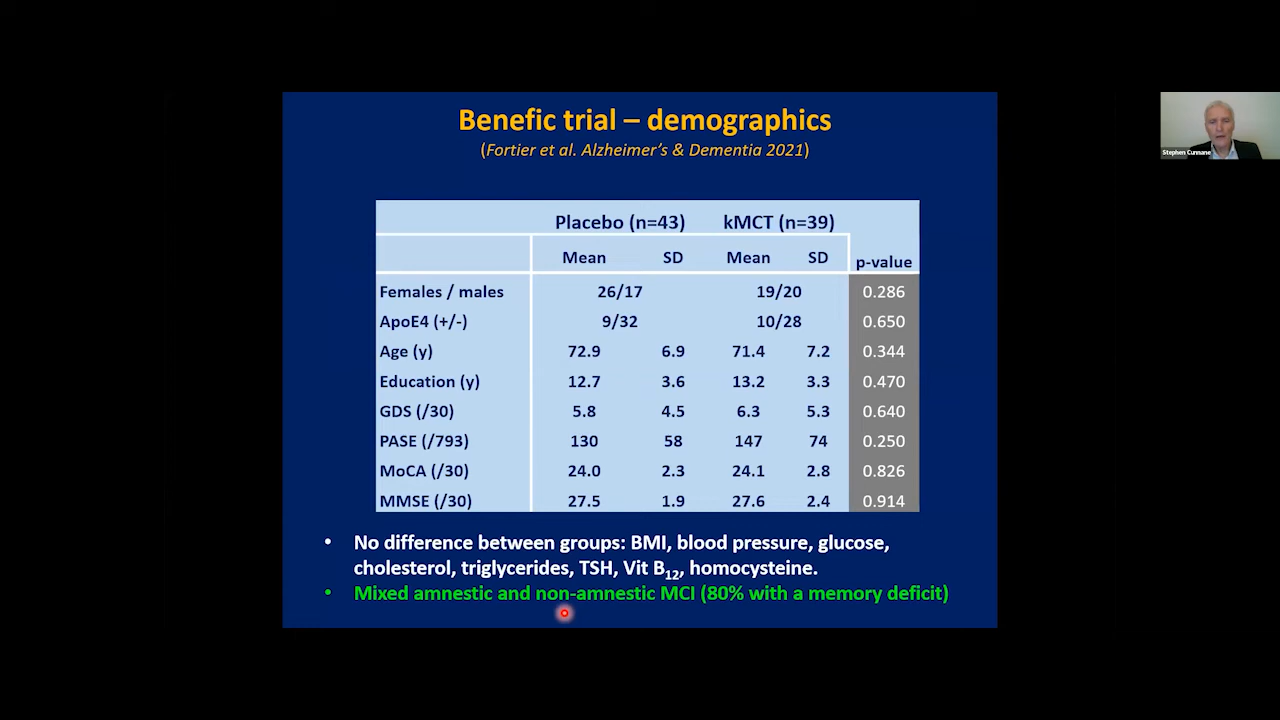 Benefic trial – demographics
(Fortier et al. Alzheimer's & Dementia 2021)
Stephen Cunnane
Placebo (n=43) kMCT (n=39)
Mean SD Mean SD p-value
Females / males 26/17 19/20 0.286
ApoE4 (+/-) 9/32 10/28 0.650
Age (y) 72.9 6.9 71.4 7.2 0.344
Education (y) 12.7 3.6 13.2 3.3 0.470
GDS (/30) 5.8 4.5 6.3 5.3 0.640
PASE (/793) 130 58 147 74 0.250
MoCA (/30) 24.0 2.3 24.1 2.8 0.826
MMSE (/30) 27.5 1.9 27.6 2.4 0.914
• No difference between groups: BMI, blood pressure, glucose,
cholesterol, triglycerides, TSH, Vit B12, homocysteine.
• Mixed amnestic and non-amnestic MCI (80% with a memory deficit)